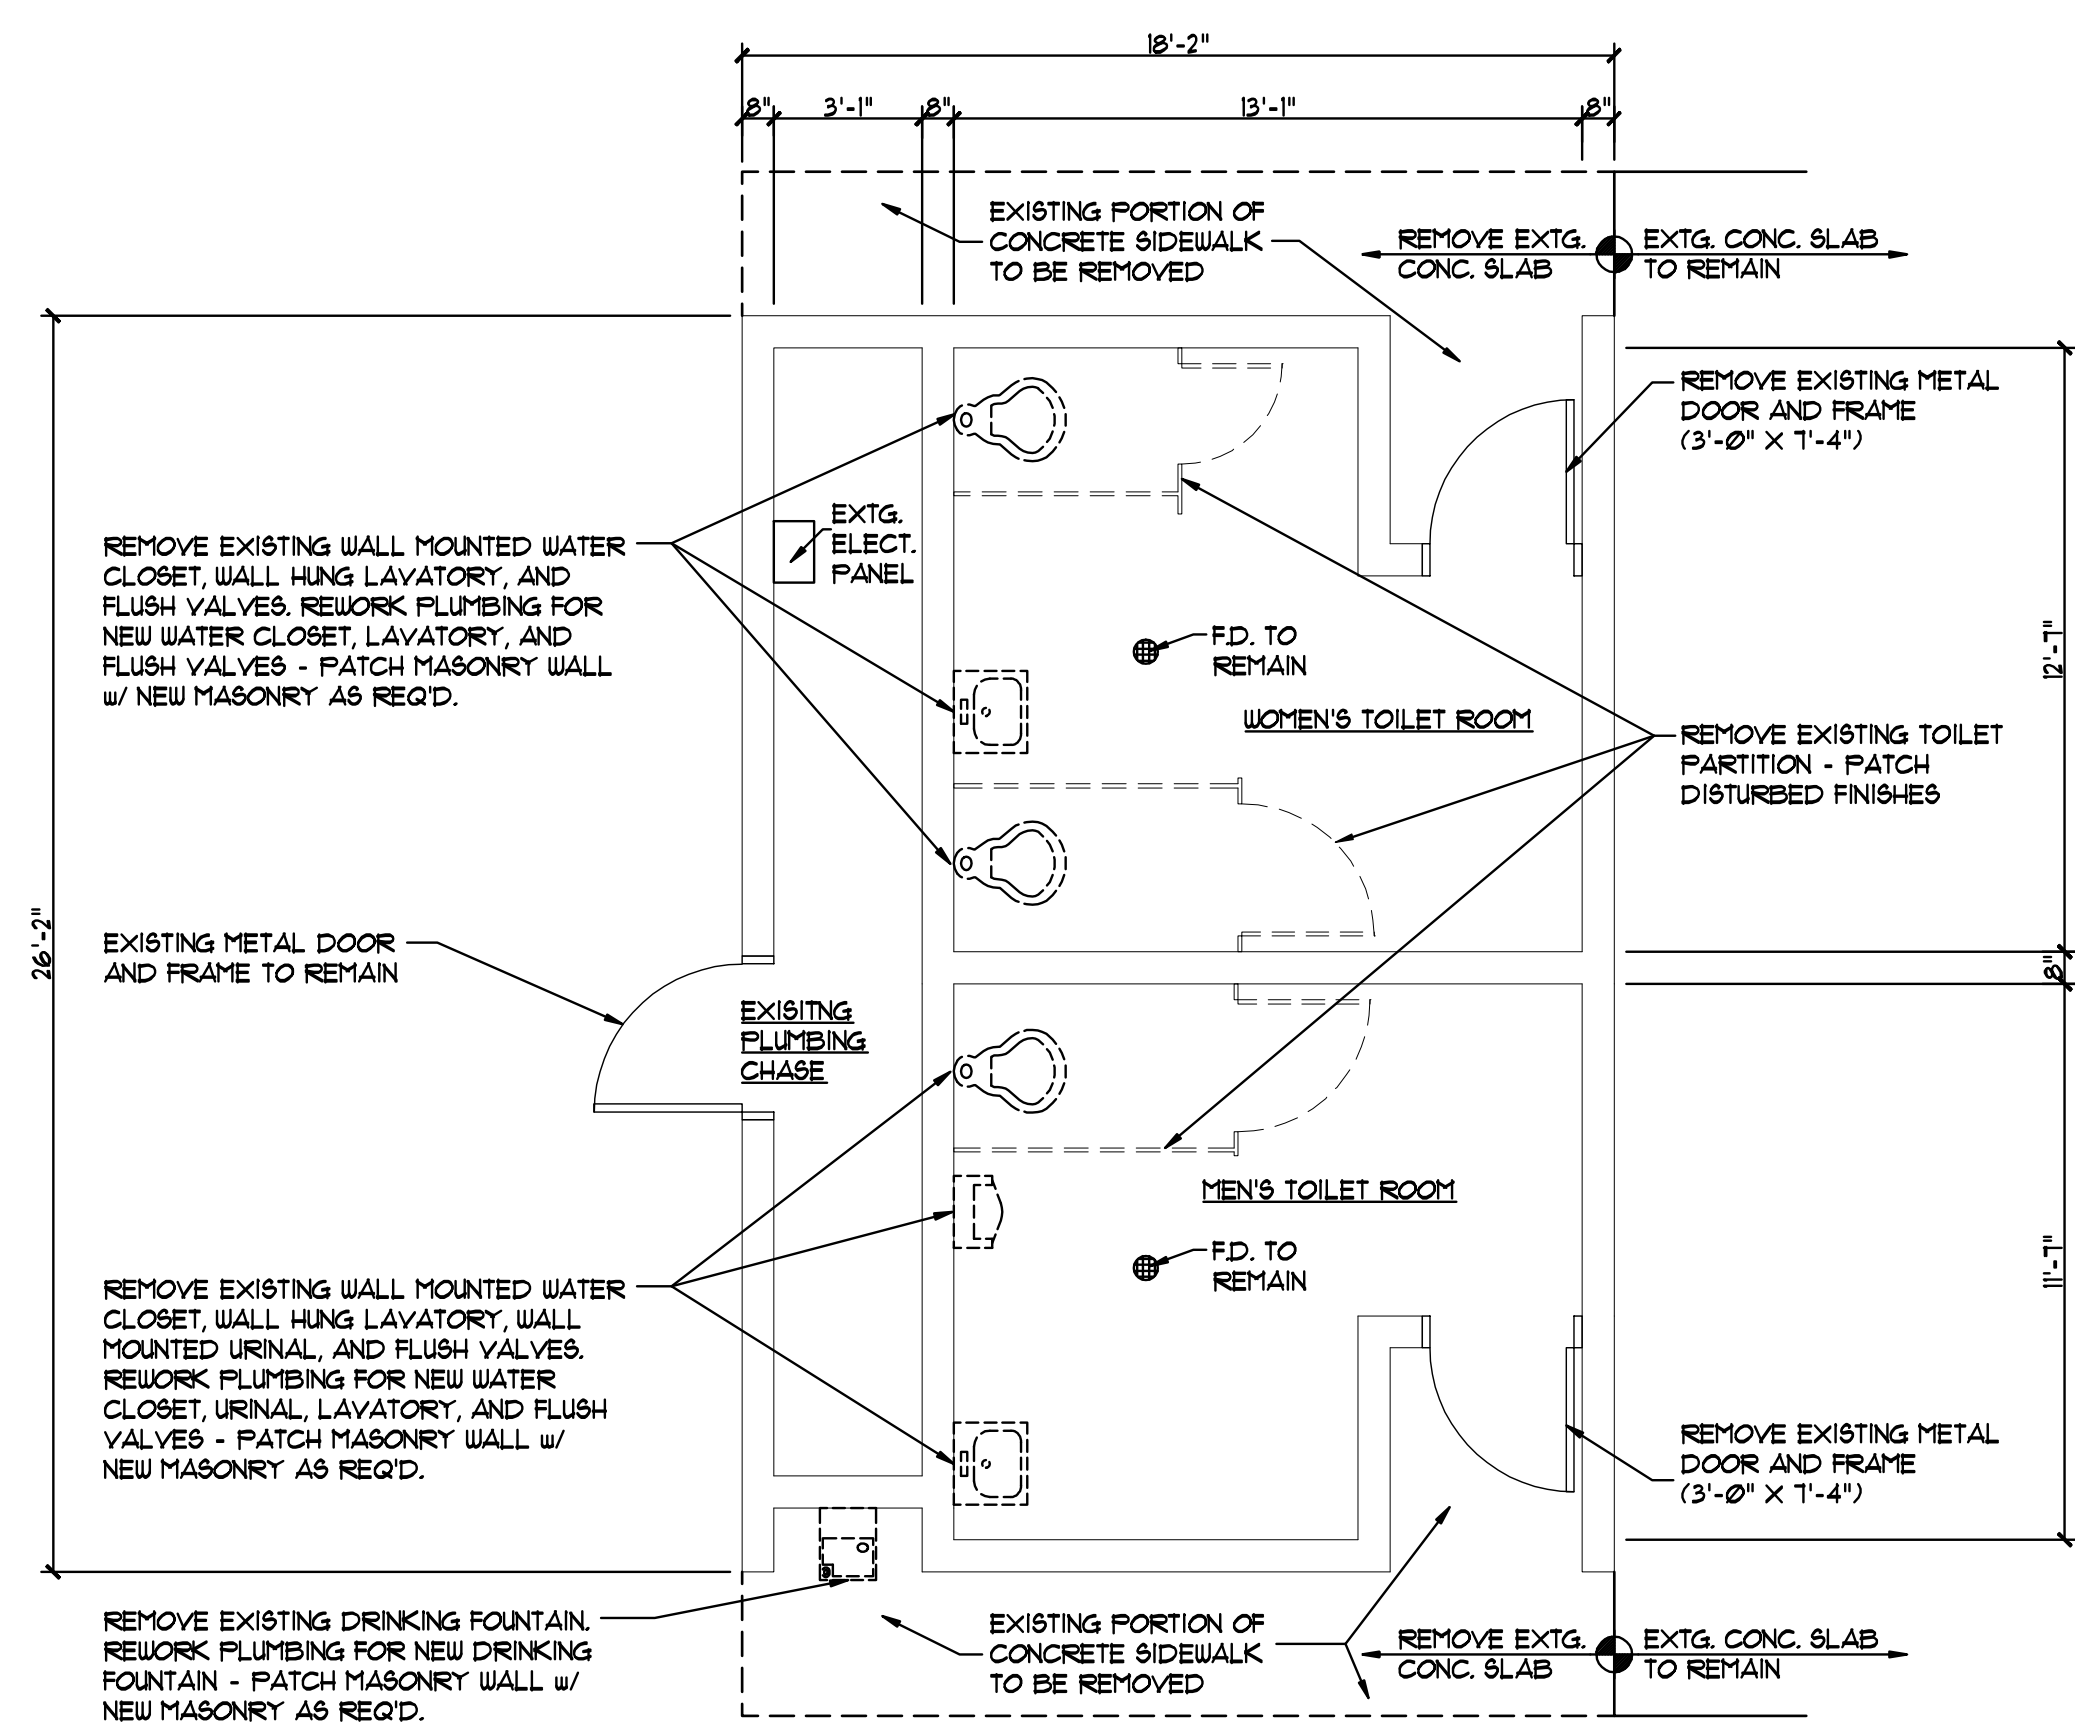 18'-2"
8" 3'-1" 8" 13'-1" 8"
EXISTING PORTION OF
CONCRETE SIDEWALK
TO BE REMOVED
REMOVE EXTG.
CONC. SLAB
EXTG. CONC. SLAB
TO REMAIN
REMOVE EXISTING METAL
DOOR AND FRAME
(3'-0" X 7'-4")
EXTG.
ELECT.
PANEL
REMOVE EXISTING WALL MOUNTED WATER
CLOSET, WALL HUNG LAVATORY, AND
FLUSH VALVES. REWORK PLUMBING FOR
NEW WATER CLOSET, LAVATORY, AND
FLUSH VALVES - PATCH MASONRY WALL
w/ NEW MASONRY AS REQ'D.
F.D. TO
REMAIN
12'-7"
WOMEN'S TOILET ROOM
REMOVE EXISTING TOILET
PARTITION - PATCH
DISTURBED FINISHES
26'-2"
EXISTING METAL DOOR
AND FRAME TO REMAIN
8"
EXISITNG
PLUMBING
CHASE
MEN'S TOILET ROOM
F.D. TO
REMAIN
11'-7"
REMOVE EXISTING WALL MOUNTED WATER
CLOSET, WALL HUNG LAVATORY, WALL
MOUNTED URINAL, AND FLUSH VALVES.
REWORK PLUMBING FOR NEW WATER
CLOSET, URINAL, LAVATORY, AND FLUSH
VALVES - PATCH MASONRY WALL w/
NEW MASONRY AS REQ'D.
REMOVE EXISTING METAL
DOOR AND FRAME
(3'-0" X 7'-4")
REMOVE EXISTING DRINKING FOUNTAIN.
REWORK PLUMBING FOR NEW DRINKING
FOUNTAIN - PATCH MASONRY WALL w/
NEW MASONRY AS REQ'D.
EXISTING PORTION OF
CONCRETE SIDEWALK
TO BE REMOVED
REMOVE EXTG.
CONC. SLAB
EXTG. CONC. SLAB
TO REMAIN